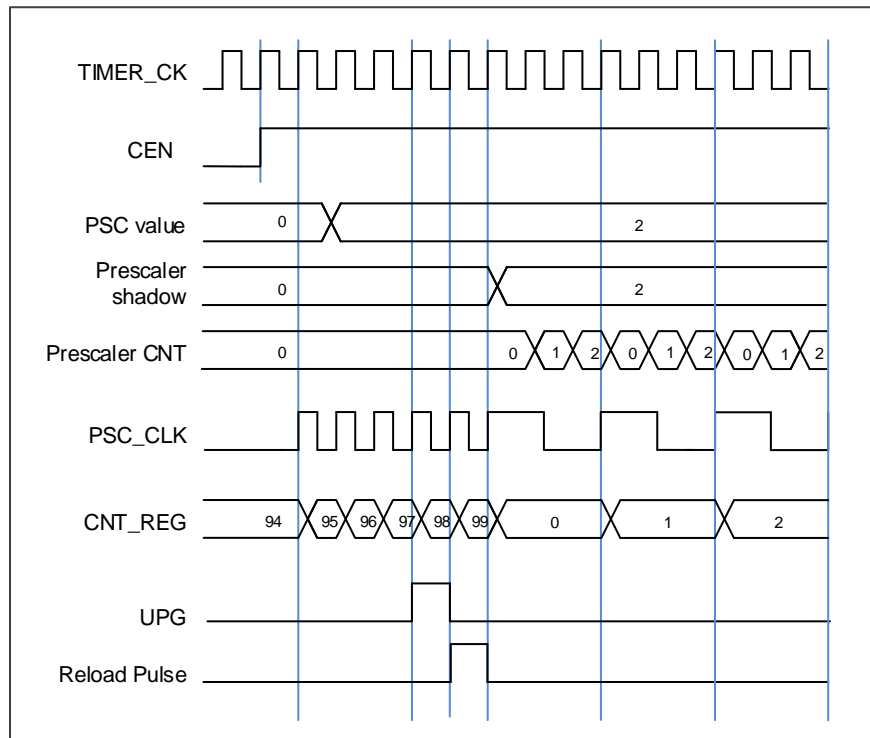 TIMER_CK
CEN
PSC value 0 2
Prescaler
shadow 0 2
Prescaler CNT 0 0 1 2 0 1 2 0 1 2
PSC_CLK
CNT_REG 94 95 96 97 98 99 0 1 2
UPG
Reload Pulse